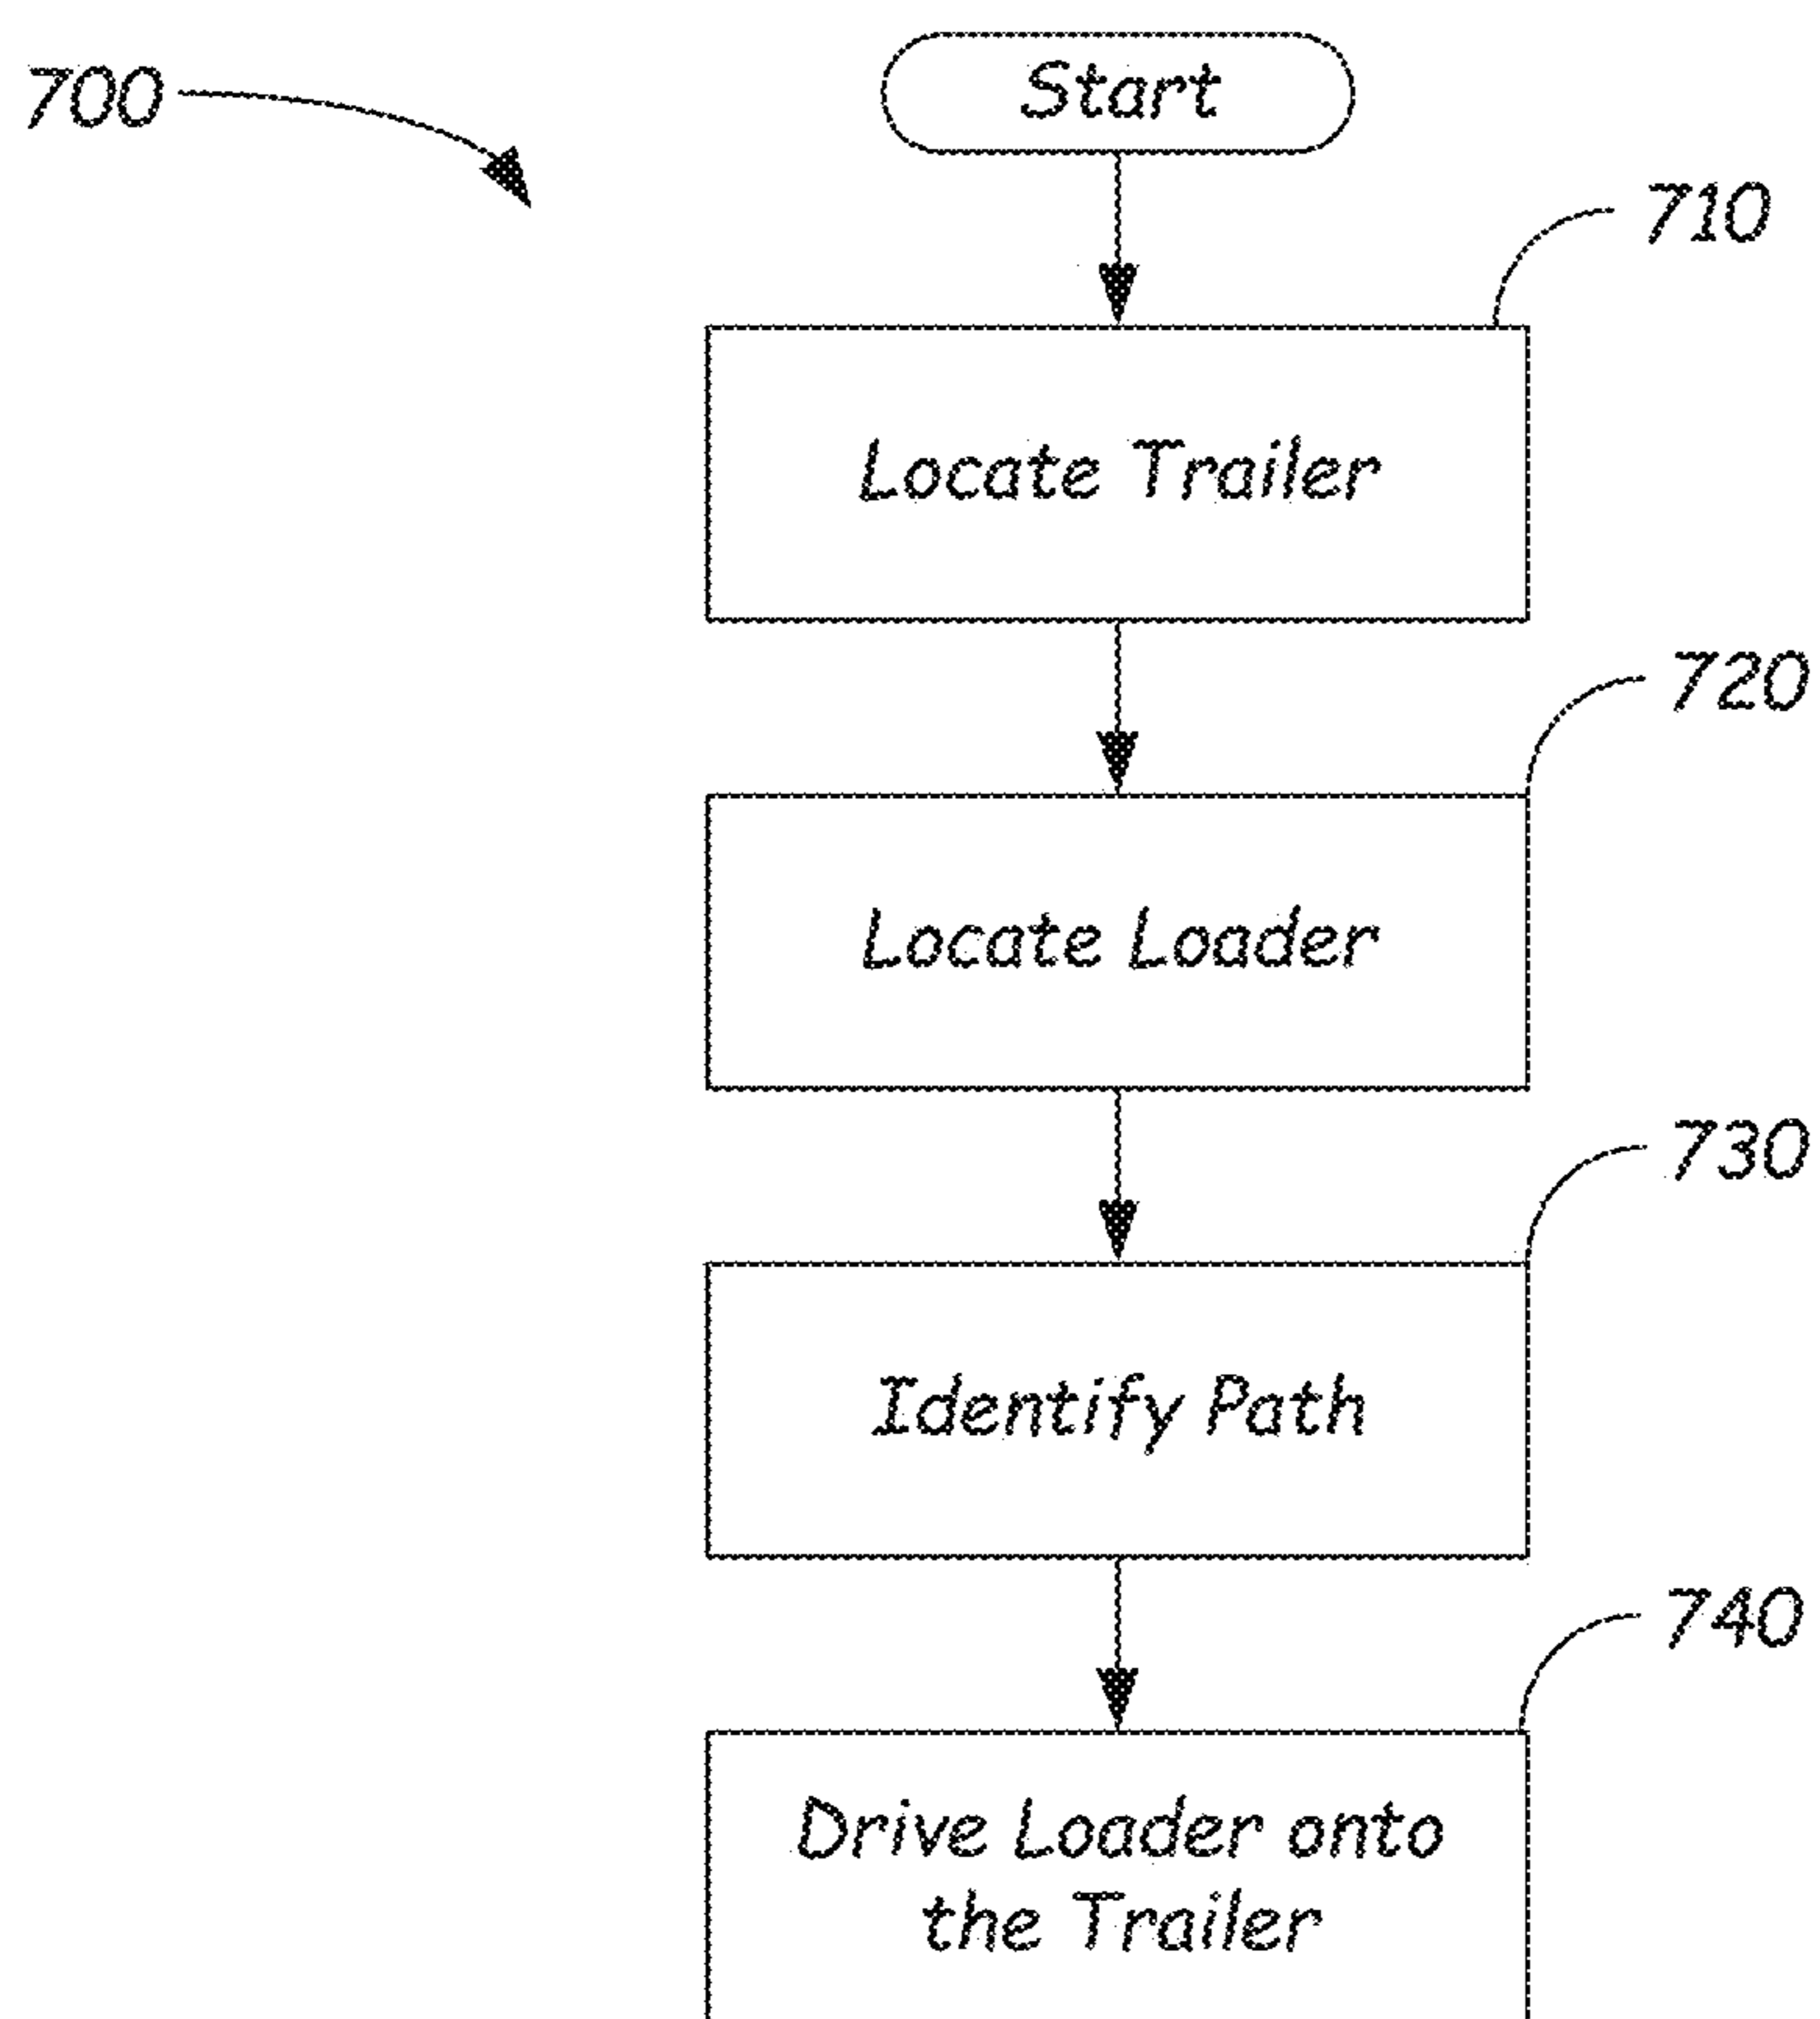 700
Start
710
Locate Trailer
720
Locate Loader
730
Identify Path
740
Drive Loader onto
the Trailer